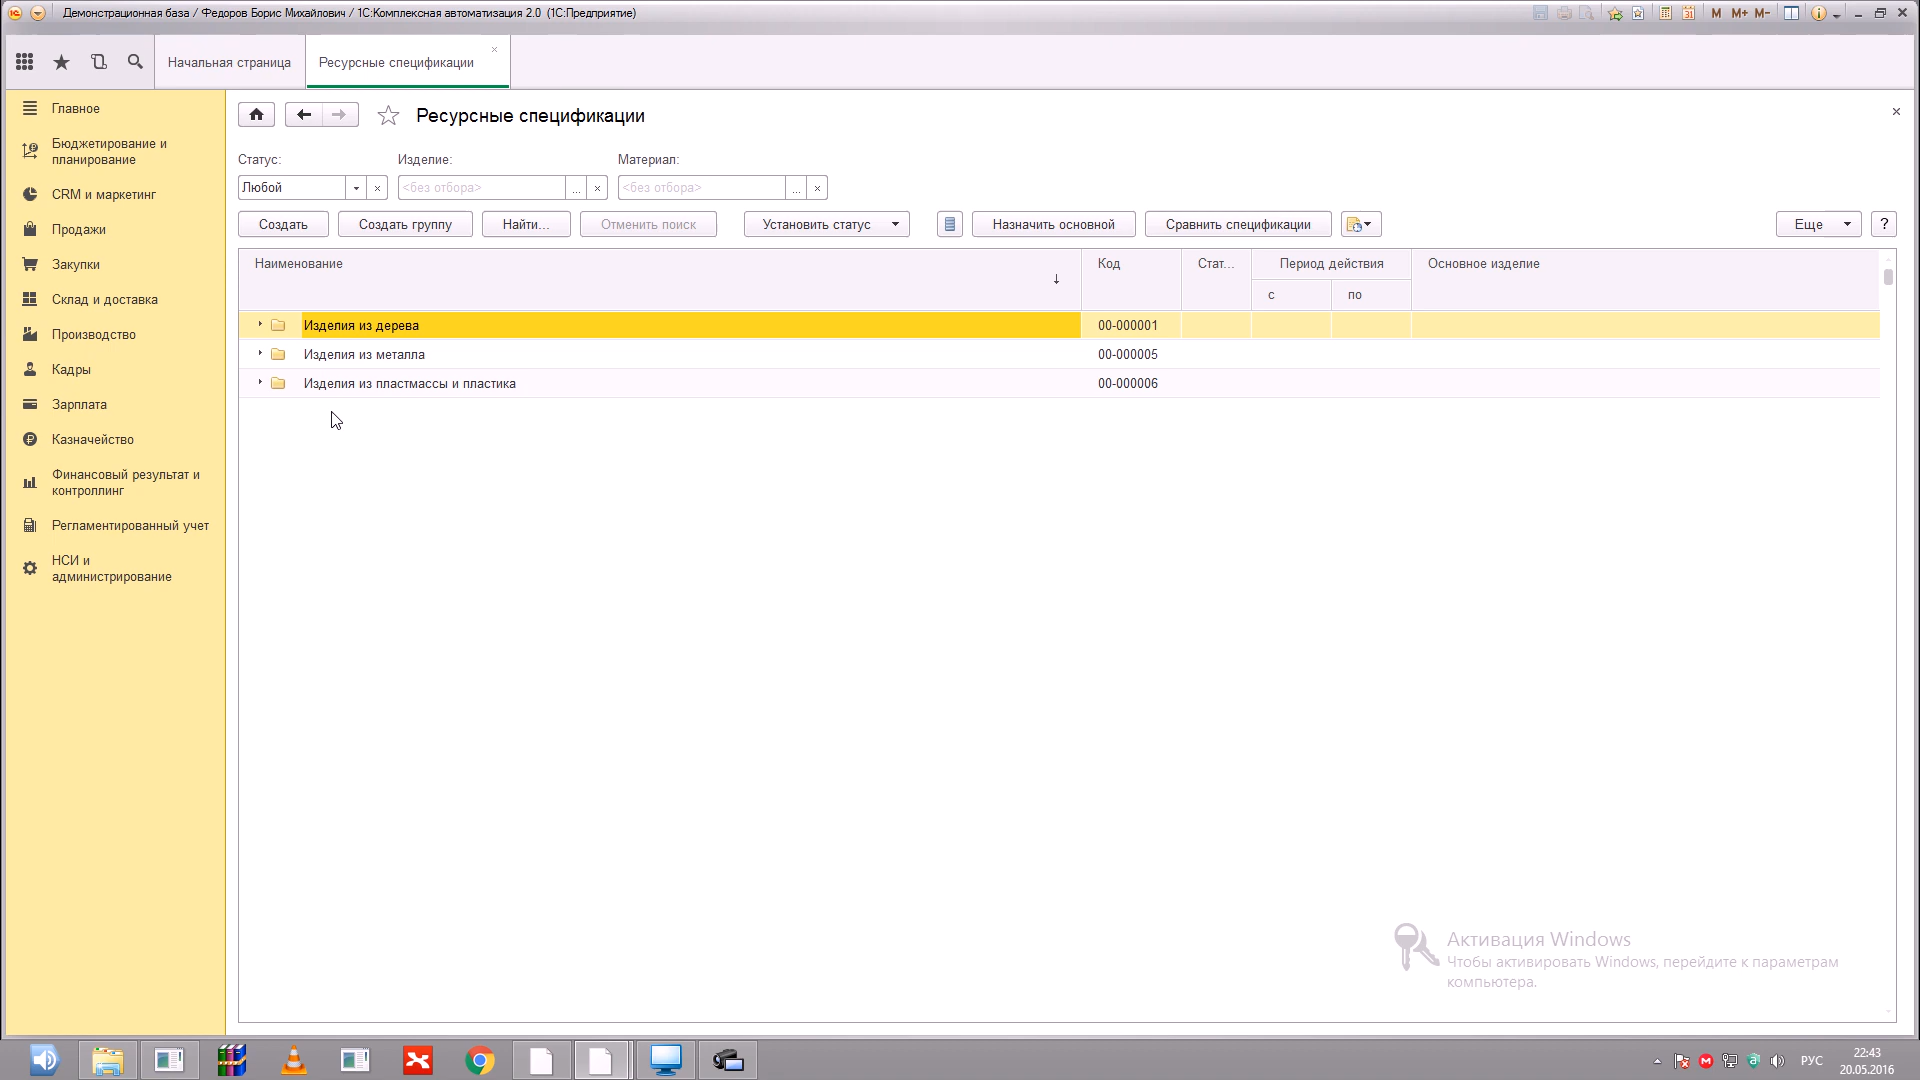 Демонстрационная база / Федоров Борис Михайлович / 1С:Комплексная автоматизация 2.0 (1С:Предприятие)
M M+ M-
Начальная страница
Ресурсные спецификации
Главное
Бюджетирование и
планирование
CRM и маркетинг
Продажи
Закупки
Склад и доставка
Производство
Кадры
Зарплата
Казначейство
Финансовый результат и
контроллинг
Регламентированный учет
НСИ и
администрирование
Ресурсные спецификации
Статус: Изделие: Материал:
Любой <без отбора> ... <без отбора> ...
Создать Создать группу Найти... Отменить поиск Установить статус Назначить основной Сравнить спецификации Еще ?
Наименование Код Стат... Период действия Основное изделие
с по
Изделия из дерева 00-000001
Изделия из металла 00-000005
Изделия из пластмассы и пластика 00-000006
Активация Windows
Чтобы активировать Windows, перейдите к параметрам
компьютера.
РУС
22:43
20.05.2016